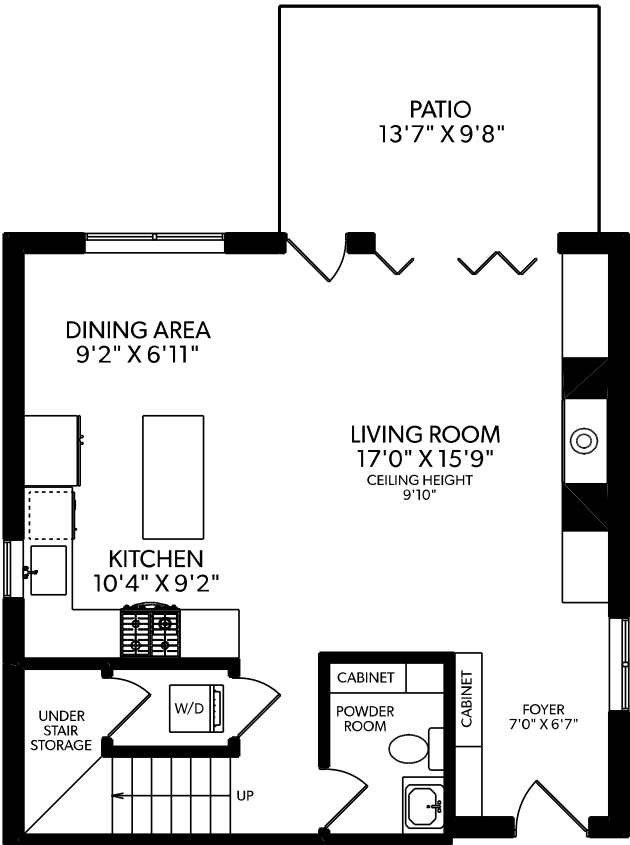 PATIO
13'7" X 9'8"
DINING AREA
9'2" X 6'11"
LIVING ROOM
17'0" X 15'9"
CEILING HEIGHT
9'10"
KITCHEN
10'4" X 9'2"
CABINET
CABINET
W/D
UNDER
STAIR
STORAGE
POWDER
ROOM
FOYER
7'0" X 6'7"
UP